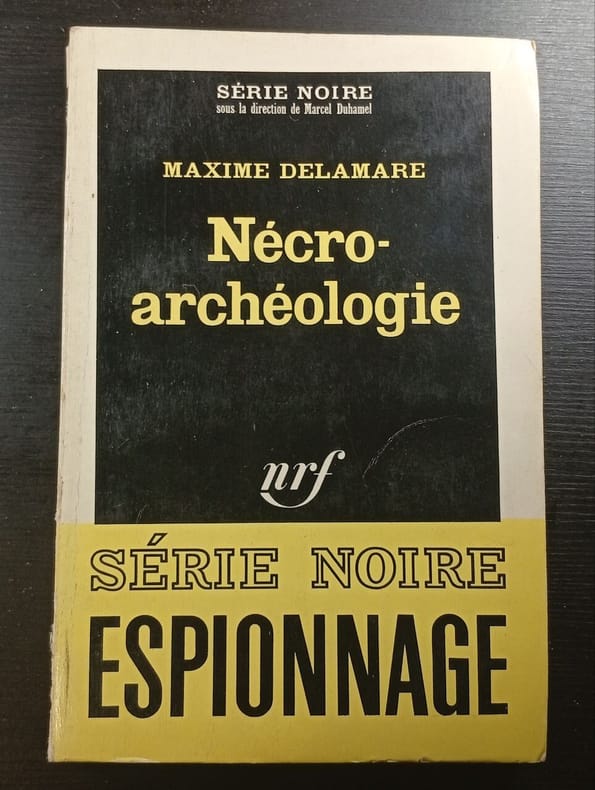 SÉRIE NOIRE
sous la direction de Marcel Duhamel
MAXIME DELAMARE
Nécro-
archéologie
nrf
SÉRIE NOIRE
ESPIONNAGE